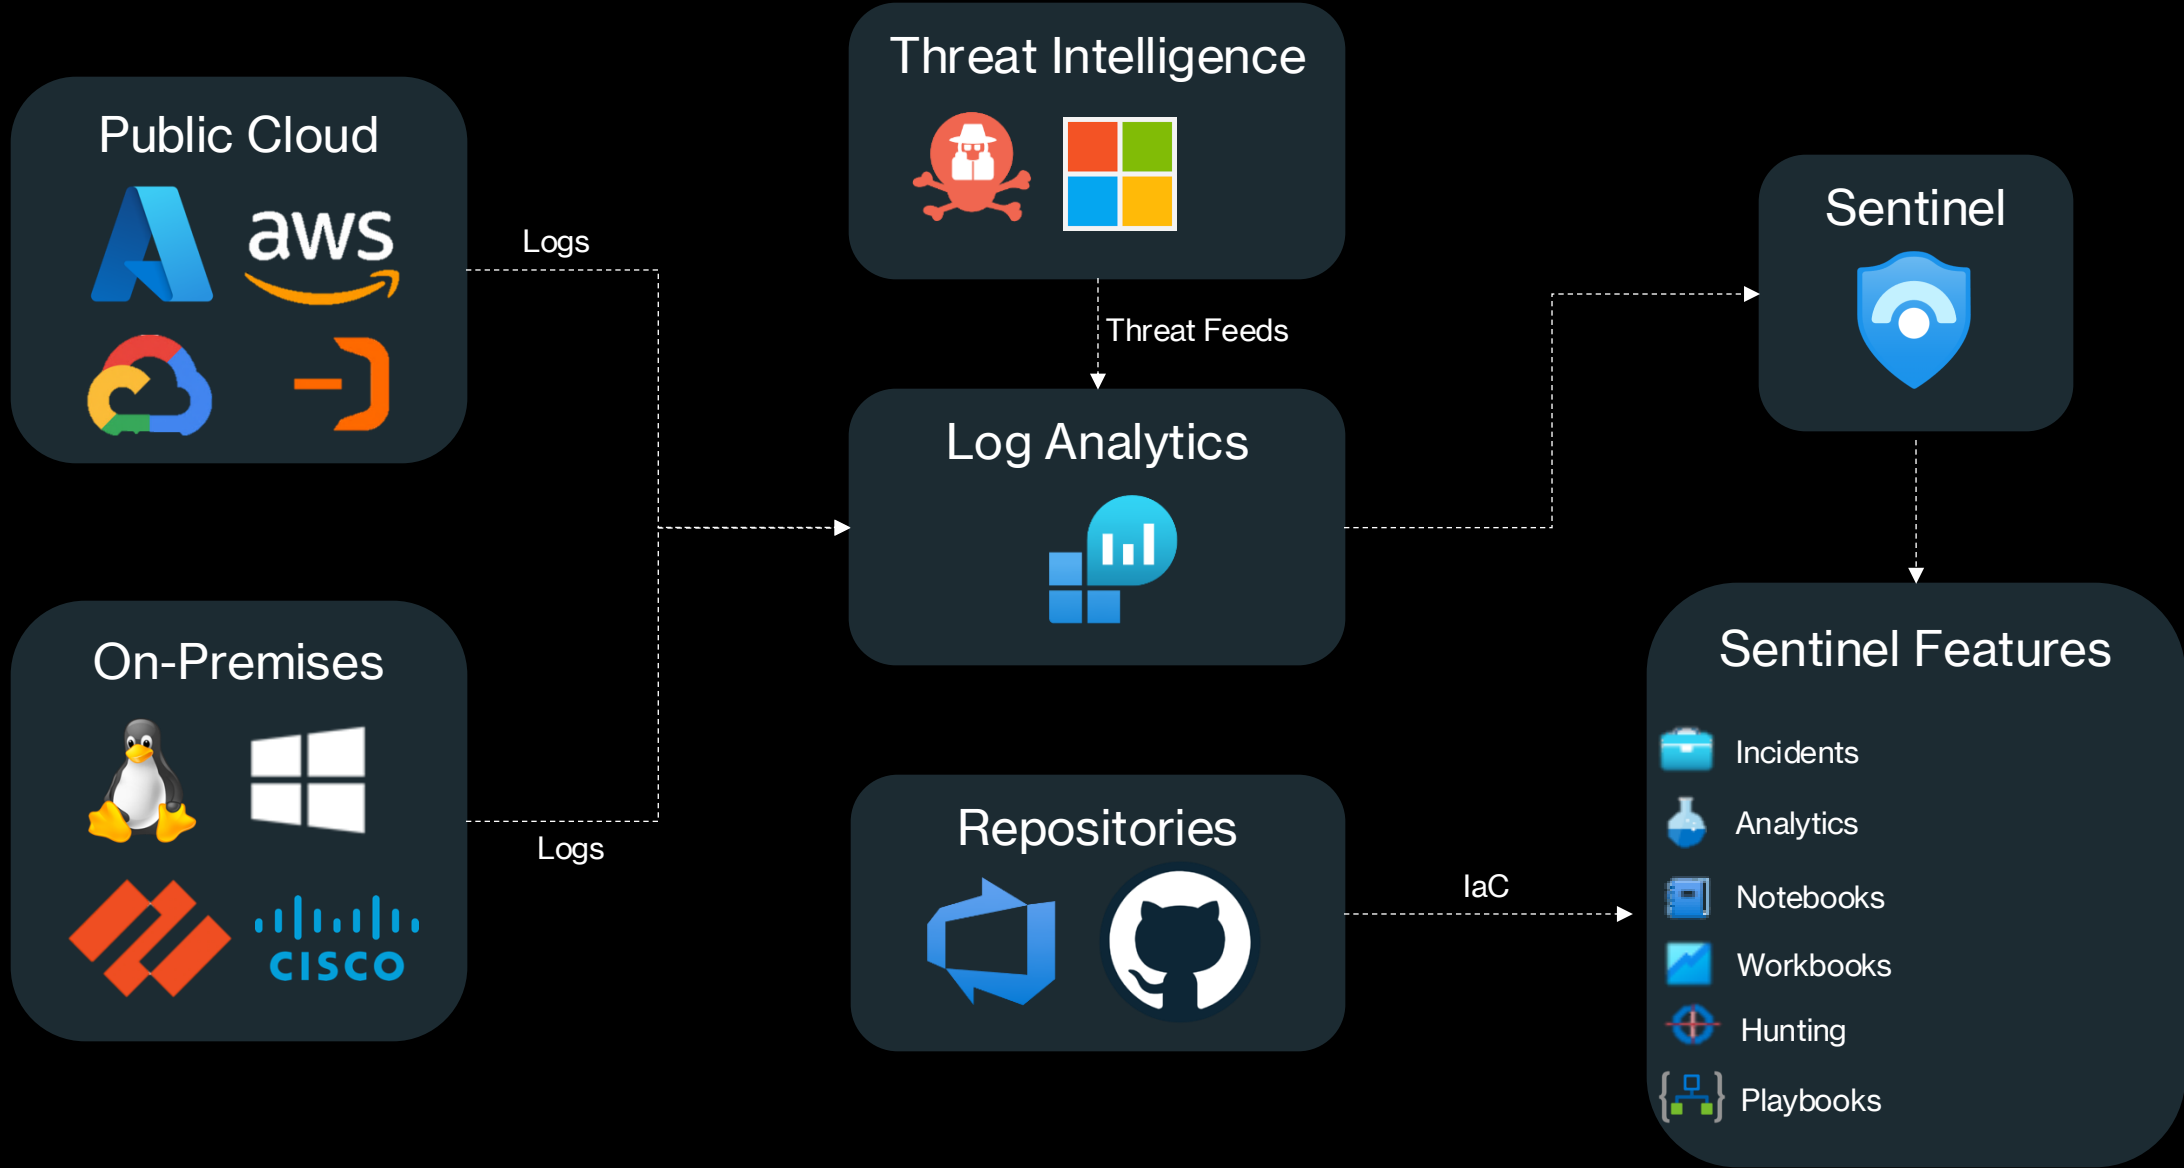 Public Cloud
aws
Logs
On-Premises
cisco
Logs
Threat Intelligence
Threat Feeds
Log Analytics
Repositories
IaC
Sentinel
Sentinel Features
Incidents
Analytics
Notebooks
Workbooks
Hunting
Playbooks